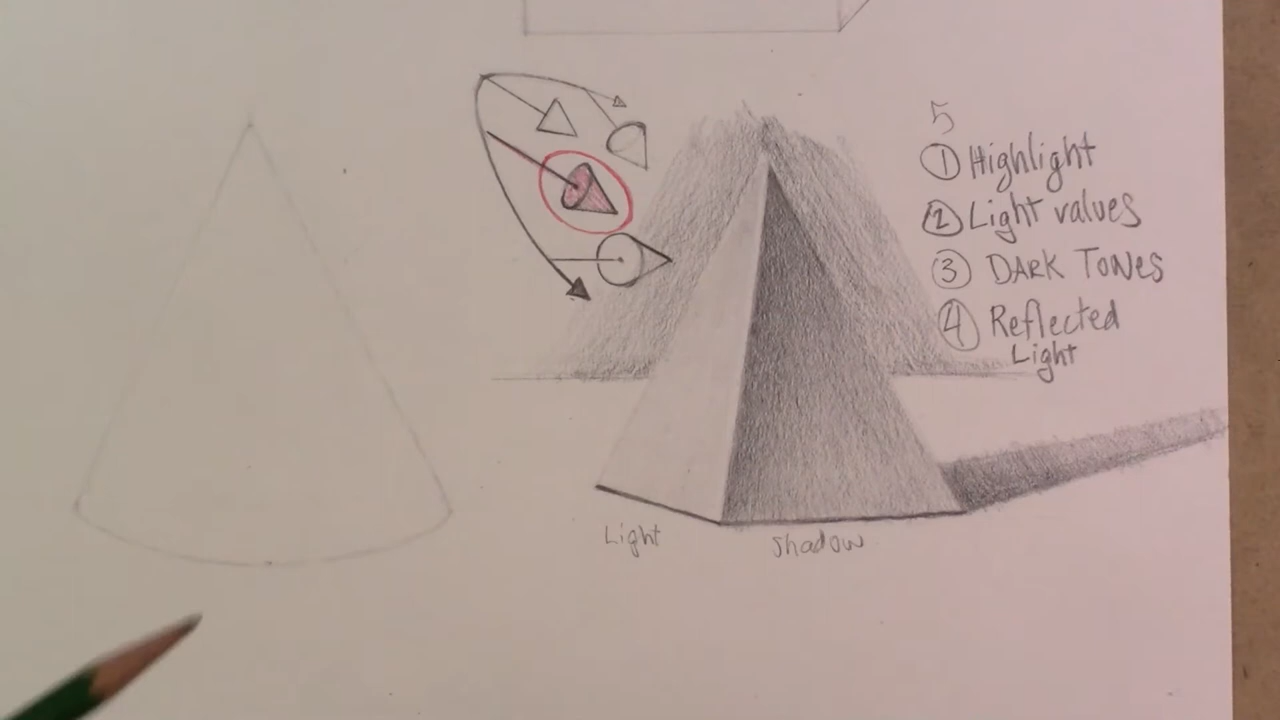 5
① Highlight
② Light values
③ DARK TONES
④ Reflected
Light
Light
Shadow